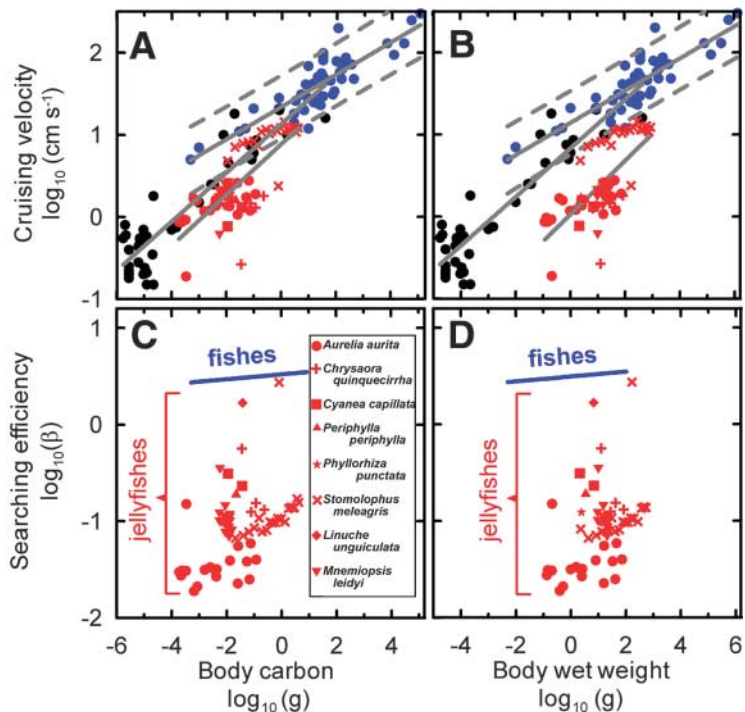 A
B
Cruising velocity
log10 (cm s-1)
2
1
0
-1
C
D
fishes
fishes
jellyfishes
jellyfishes
Aurelia aurita
Chrysaora
quinquecirrha
Cyanea capillata
Periphylla
periphylla
Phyllorhiza
punctata
Stomolophus
meleagris
Linuche
unguiculata
Mnemiopsis
leidyi
Searching efficiency
log10(β)
1
0
-1
-2
-6 -4 -2 0 2 4
-4 -2 0 2 4 6
Body carbon
log10 (g)
Body wet weight
log10 (g)